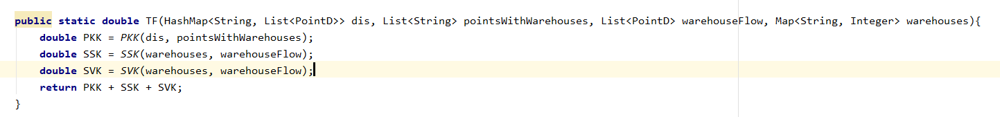 public static double TF(HashMap<String, List<PointD>> dis, List<String> pointsWithWarehouses, List<PointD> warehouseFlow, Map<String, Integer> warehouses){
    double PKK = PKK(dis, pointsWithWarehouses);
    double SSK = SSK(warehouses, warehouseFlow);
    double SVK = SVK(warehouses, warehouseFlow);
    return PKK + SSK + SVK;
}